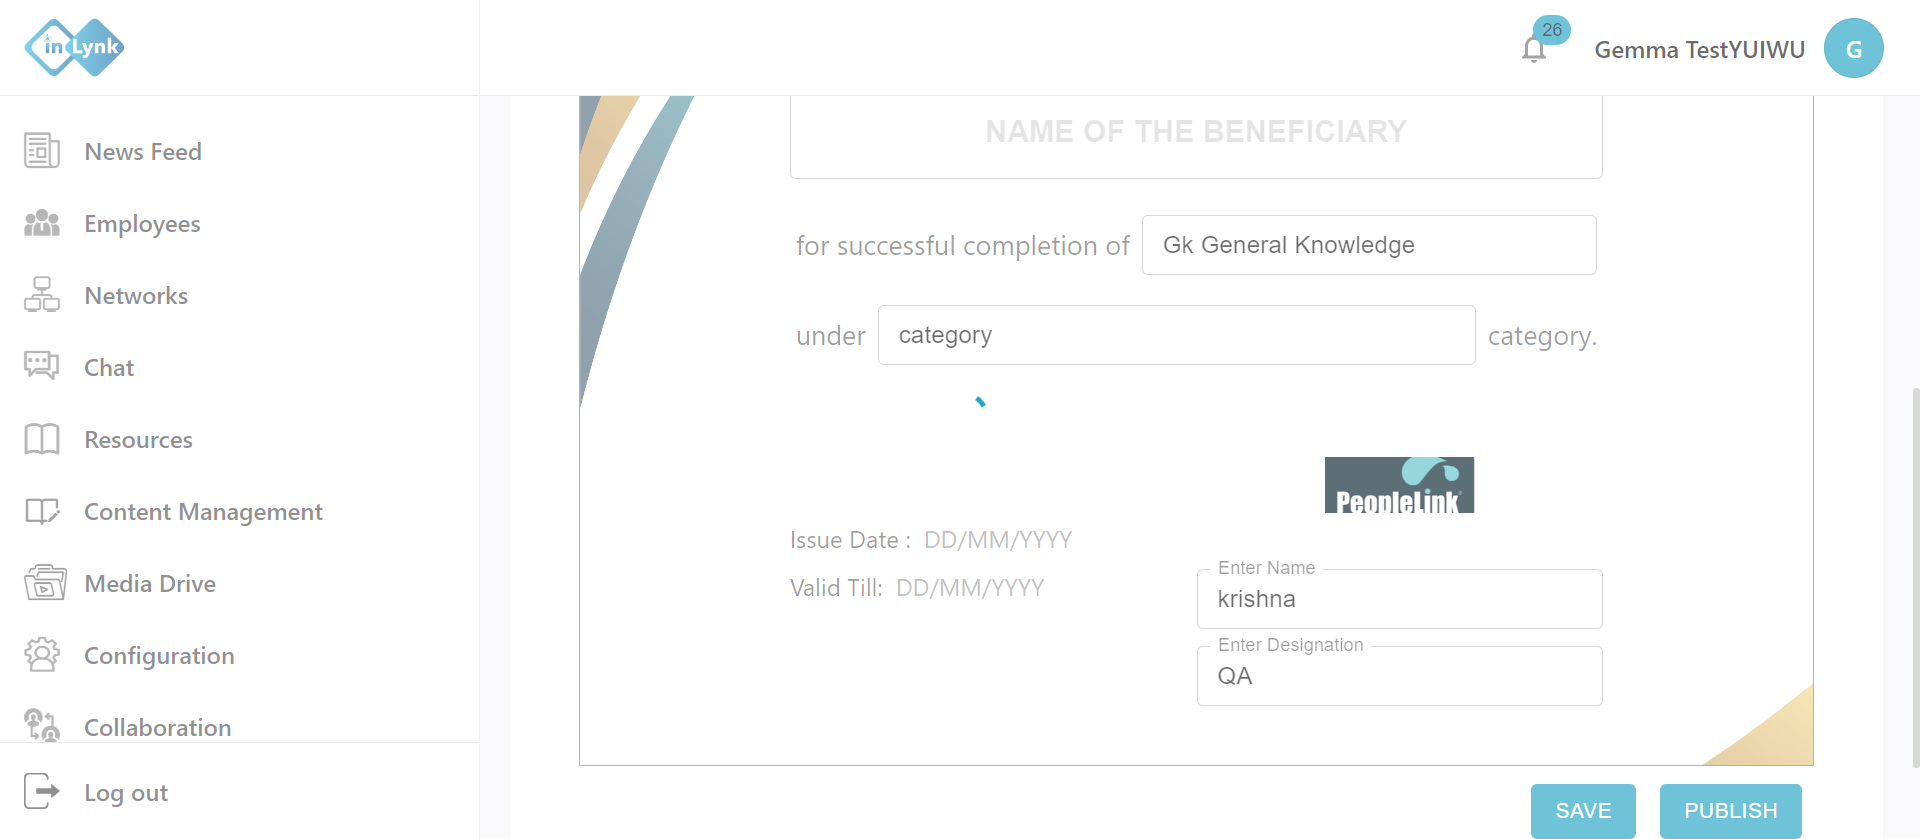 in Lynk
26
Gemma TestYUIWU
G
News Feed
Employees
Networks
Chat
Resources
Content Management
Media Drive
Configuration
Collaboration
Log out
NAME OF THE BENEFICIARY
for successful completion of Gk General Knowledge
under category category.
PeopleLink
Issue Date : DD/MM/YYYY
Valid Till: DD/MM/YYYY
Enter Name
krishna
Enter Designation
QA
SAVE PUBLISH